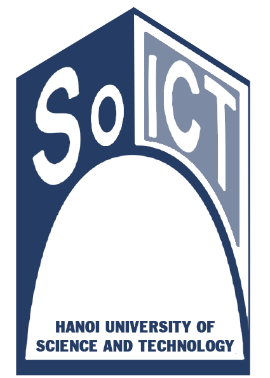 SoICT
HANOI UNIVERSITY OF
SCIENCE AND TECHNOLOGY